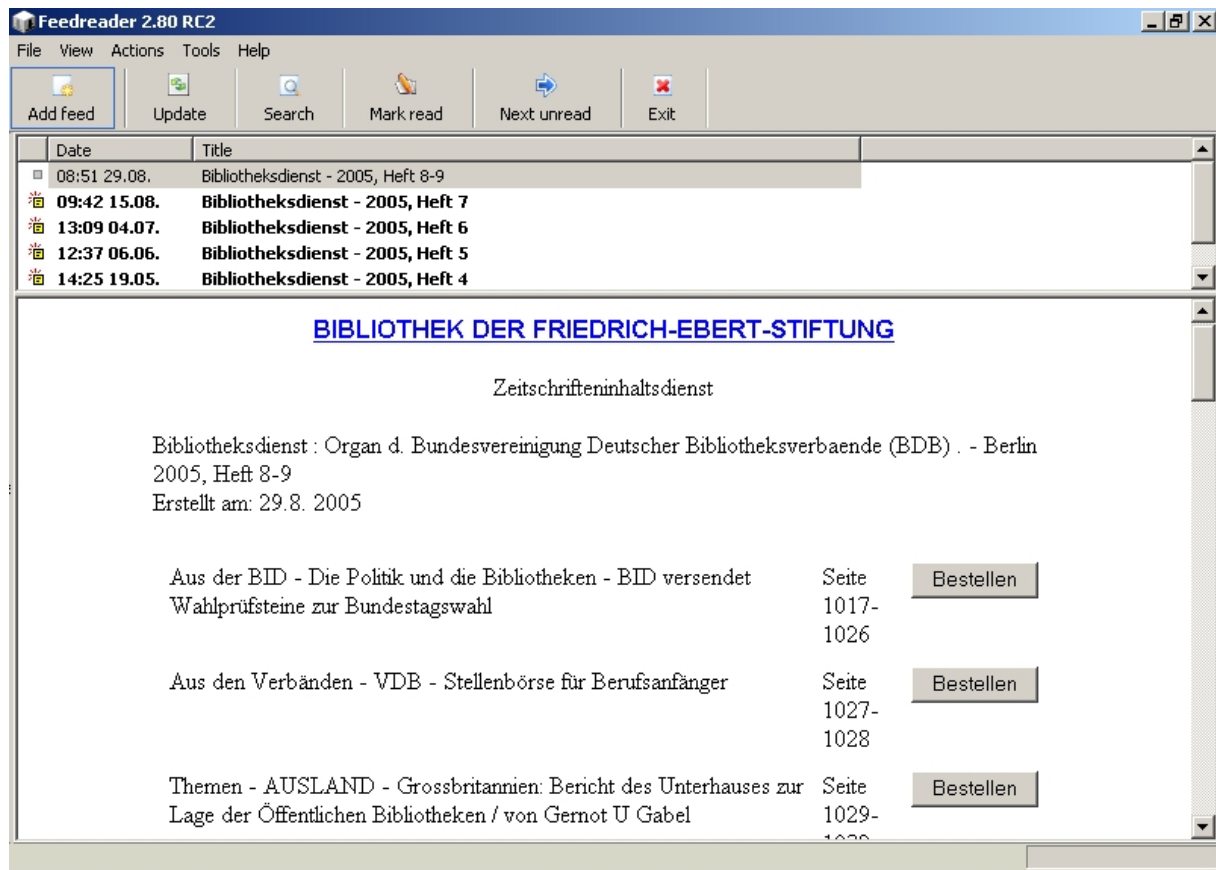 Feedreader 2.80 RC2
File View Actions Tools Help
Add feed Update Search Mark read Next unread Exit
Date Title
08:51 29.08. Bibliotheksdienst - 2005, Heft 8-9
09:42 15.08. Bibliotheksdienst - 2005, Heft 7
13:09 04.07. Bibliotheksdienst - 2005, Heft 6
12:37 06.06. Bibliotheksdienst - 2005, Heft 5
14:25 19.05. Bibliotheksdienst - 2005, Heft 4
BIBLIOTHEK DER FRIEDRICH-EBERT-STIFTUNG
Zeitschrifteninhaltsdienst
Bibliotheksdienst : Organ d. Bundesvereinigung Deutscher Bibliotheksverbaende (BDB) . - Berlin
2005, Heft 8-9
Erstellt am: 29.8. 2005
Aus der BID - Die Politik und die Bibliotheken - BID versendet Seite Bestellen
Wahlprüfsteine zur Bundestagswahl 1017-
1026
Aus den Verbänden - VDB - Stellenbörse für Berufsanfänger Seite Bestellen
1027-
1028
Themen - AUSLAND - Grossbritannien: Bericht des Unterhauses zur Seite Bestellen
Lage der Öffentlichen Bibliotheken / von Gernot U Gabel 1029-